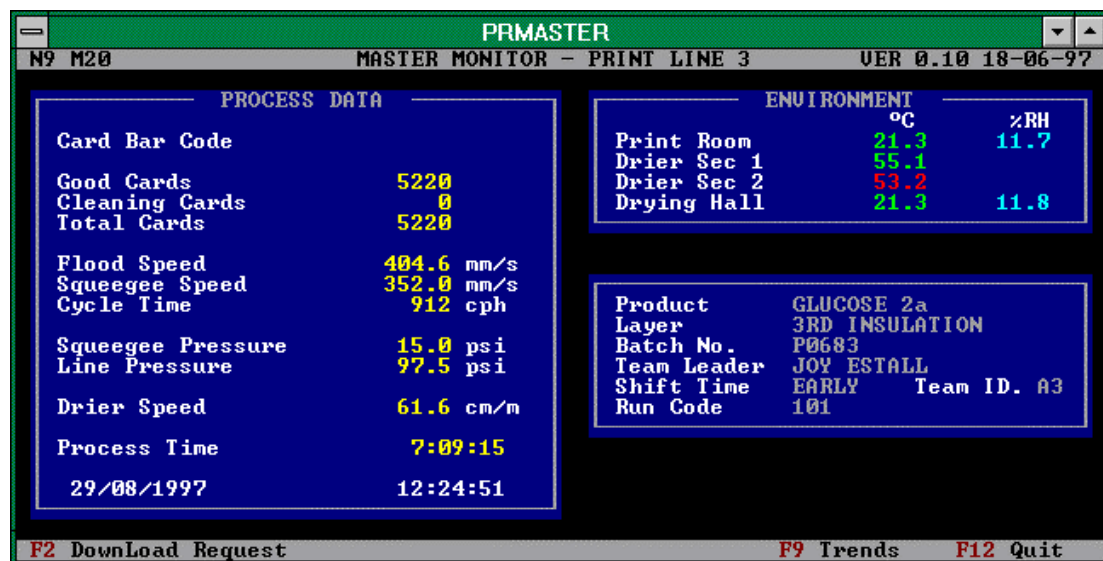 PRMASTER
N9 M20 MASTER MONITOR - PRINT LINE 3 VER 0.10 18-06-97
PROCESS DATA
Card Bar Code
Good Cards 5220
Cleaning Cards 0
Total Cards 5220
Flood Speed 404.6 mm/s
Squeegee Speed 352.0 mm/s
Cycle Time 912 cph
Squeegee Pressure 15.0 psi
Line Pressure 97.5 psi
Drier Speed 61.6 cm/m
Process Time 7:09:15
29/08/1997 12:24:51
ENVIRONMENT
ºC %RH
Print Room 21.3 11.7
Drier Sec 1 55.1
Drier Sec 2 53.2
Drying Hall 21.3 11.8
Product GLUCOSE 2a
Layer 3RD INSULATION
Batch No. P0683
Team Leader JOY ESTALL
Shift Time EARLY Team ID. A3
Run Code 101
F2 DownLoad Request F9 Trends F12 Quit